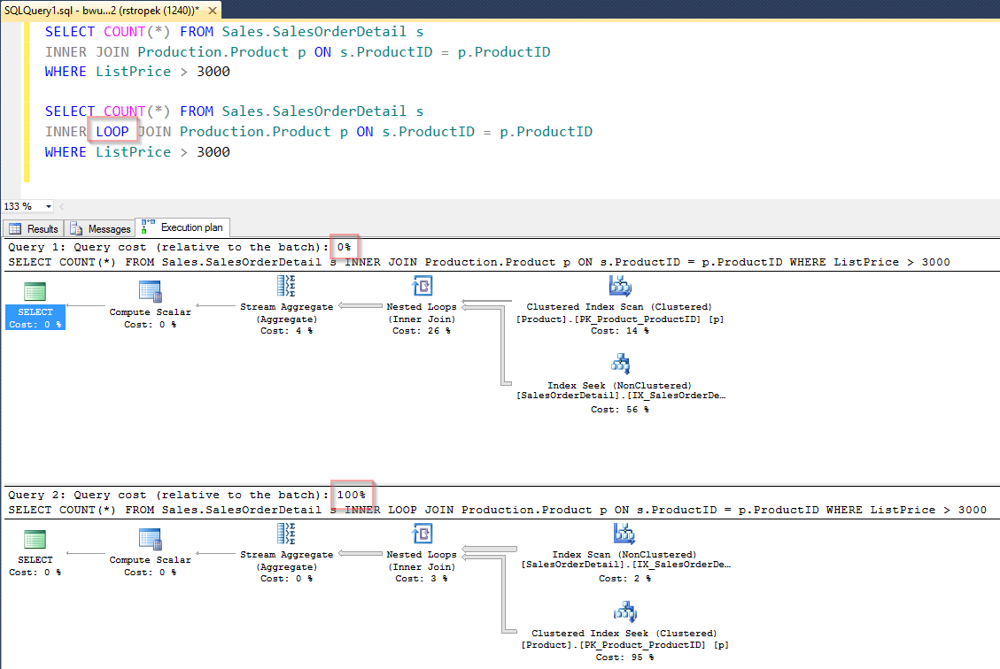 SQLQuery1.sql - bwu...2 (rstropek (1240))* ×
SELECT COUNT(*) FROM Sales.SalesOrderDetail s
INNER JOIN Production.Product p ON s.ProductID = p.ProductID
WHERE ListPrice > 3000
SELECT COUNT(*) FROM Sales.SalesOrderDetail s
INNER LOOP JOIN Production.Product p ON s.ProductID = p.ProductID
WHERE ListPrice > 3000
133 %
Results Messages Execution plan
Query 1: Query cost (relative to the batch): 0%
SELECT COUNT(*) FROM Sales.SalesOrderDetail s INNER JOIN Production.Product p ON s.ProductID = p.ProductID WHERE ListPrice > 3000
SELECT
Cost: 0 %
Compute Scalar
Cost: 0 %
Stream Aggregate
(Aggregate)
Cost: 4 %
Nested Loops
(Inner Join)
Cost: 26 %
Clustered Index Scan (Clustered)
[Product].[PK_Product_ProductID] [p]
Cost: 14 %
Index Seek (NonClustered)
[SalesOrderDetail].[IX_SalesOrderDe…
Cost: 56 %
Query 2: Query cost (relative to the batch): 100%
SELECT COUNT(*) FROM Sales.SalesOrderDetail s INNER LOOP JOIN Production.Product p ON s.ProductID = p.ProductID WHERE ListPrice > 3000
SELECT
Cost: 0 %
Compute Scalar
Cost: 0 %
Stream Aggregate
(Aggregate)
Cost: 0 %
Nested Loops
(Inner Join)
Cost: 3 %
Index Scan (NonClustered)
[SalesOrderDetail].[IX_SalesOrderDe…
Cost: 2 %
Clustered Index Seek (Clustered)
[Product].[PK_Product_ProductID] [p]
Cost: 95 %